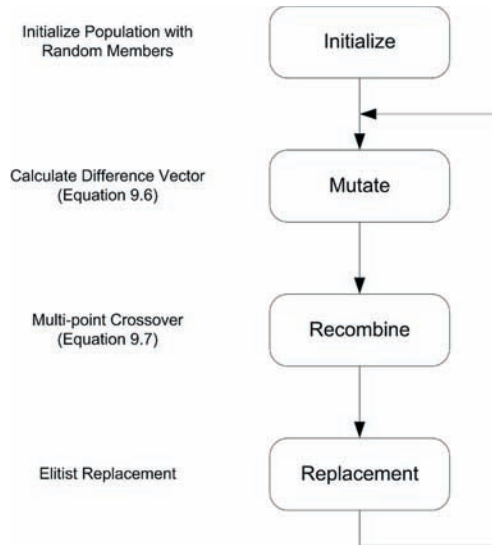 Initialize Population with
Random Members
Initialize
Calculate Difference Vector
(Equation 9.6)
Mutate
Multi-point Crossover
(Equation 9.7)
Recombine
Elitist Replacement
Replacement